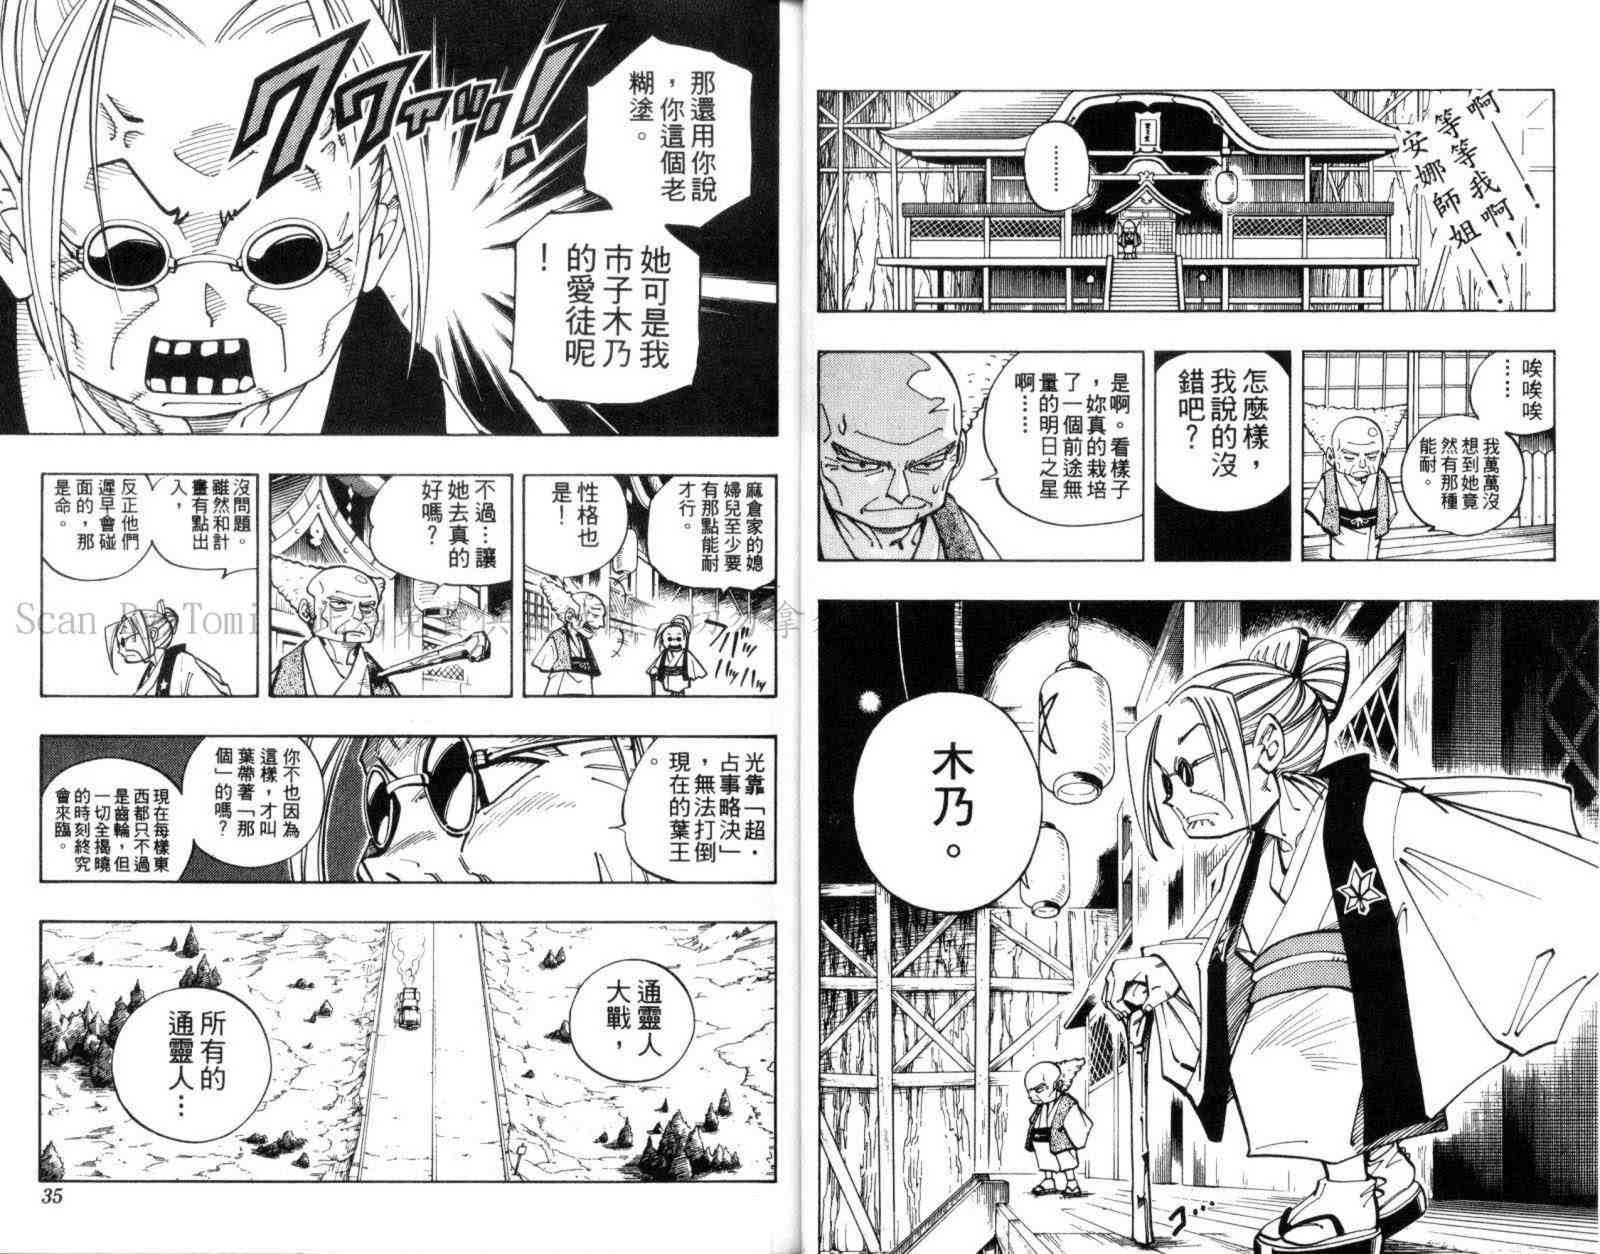 啊
等等我啊！
安娜師姐！！
…………
唉唉唉
……
我萬萬沒
想到她竟
然有那種
能耐。
怎麼樣，
我說的沒
錯吧？
是啊。看樣子
，妳真的栽培
了一個前途無
量的明日之星
啊……
木乃。
コ…
那還用你說
，你這個老
糊塗。
她可是我
市子木乃
的愛徒呢
！
クワァッ！
麻倉家的媳
婦兒至少要
有那點能耐
才行。
性格也
是！
不過…讓
她去真的
好嗎？
沒問題。
雖然和計
畫有點出
入，
反正他們
遲早會碰
面的，那
是命。
光靠「超．
占事略決」
，無法打倒
現在的葉王
。
你不也因為
這樣，才叫
葉帶著「那
個」的嗎？
現在每樣東
西都只不過
是齒輪，但
一切全揭曉
的時刻終究
會來臨。
通靈人
大戰，
所有的
通靈人…
35
Scan By Tomi